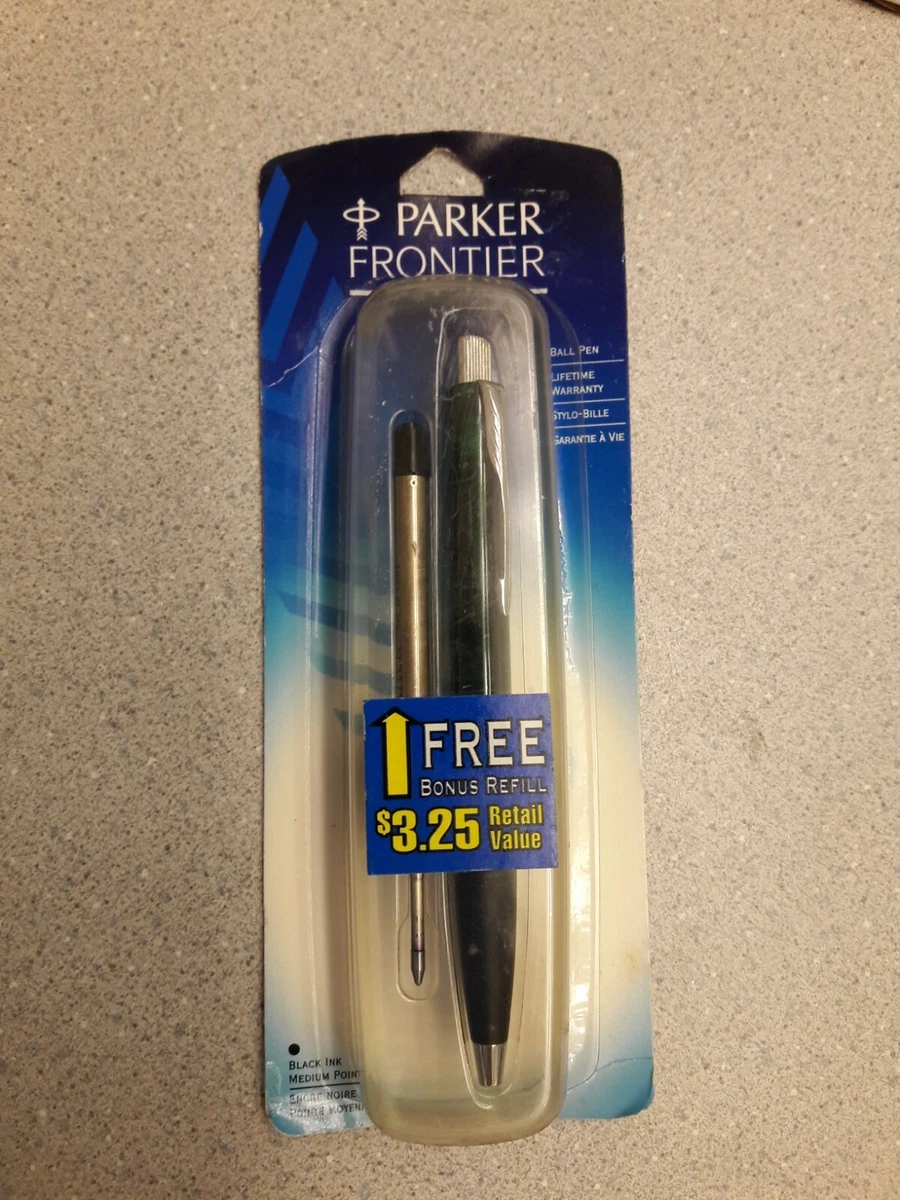 PARKER
FRONTIER
BALL PEN
LIFETIME
WARRANTY
STYLO-BILLE
GARANTIE À VIE
FREE
BONUS REFILL
$3.25 Retail
Value
BLACK INK
MEDIUM POINT
ENCRE NOIRE
POINTE MOYENNE